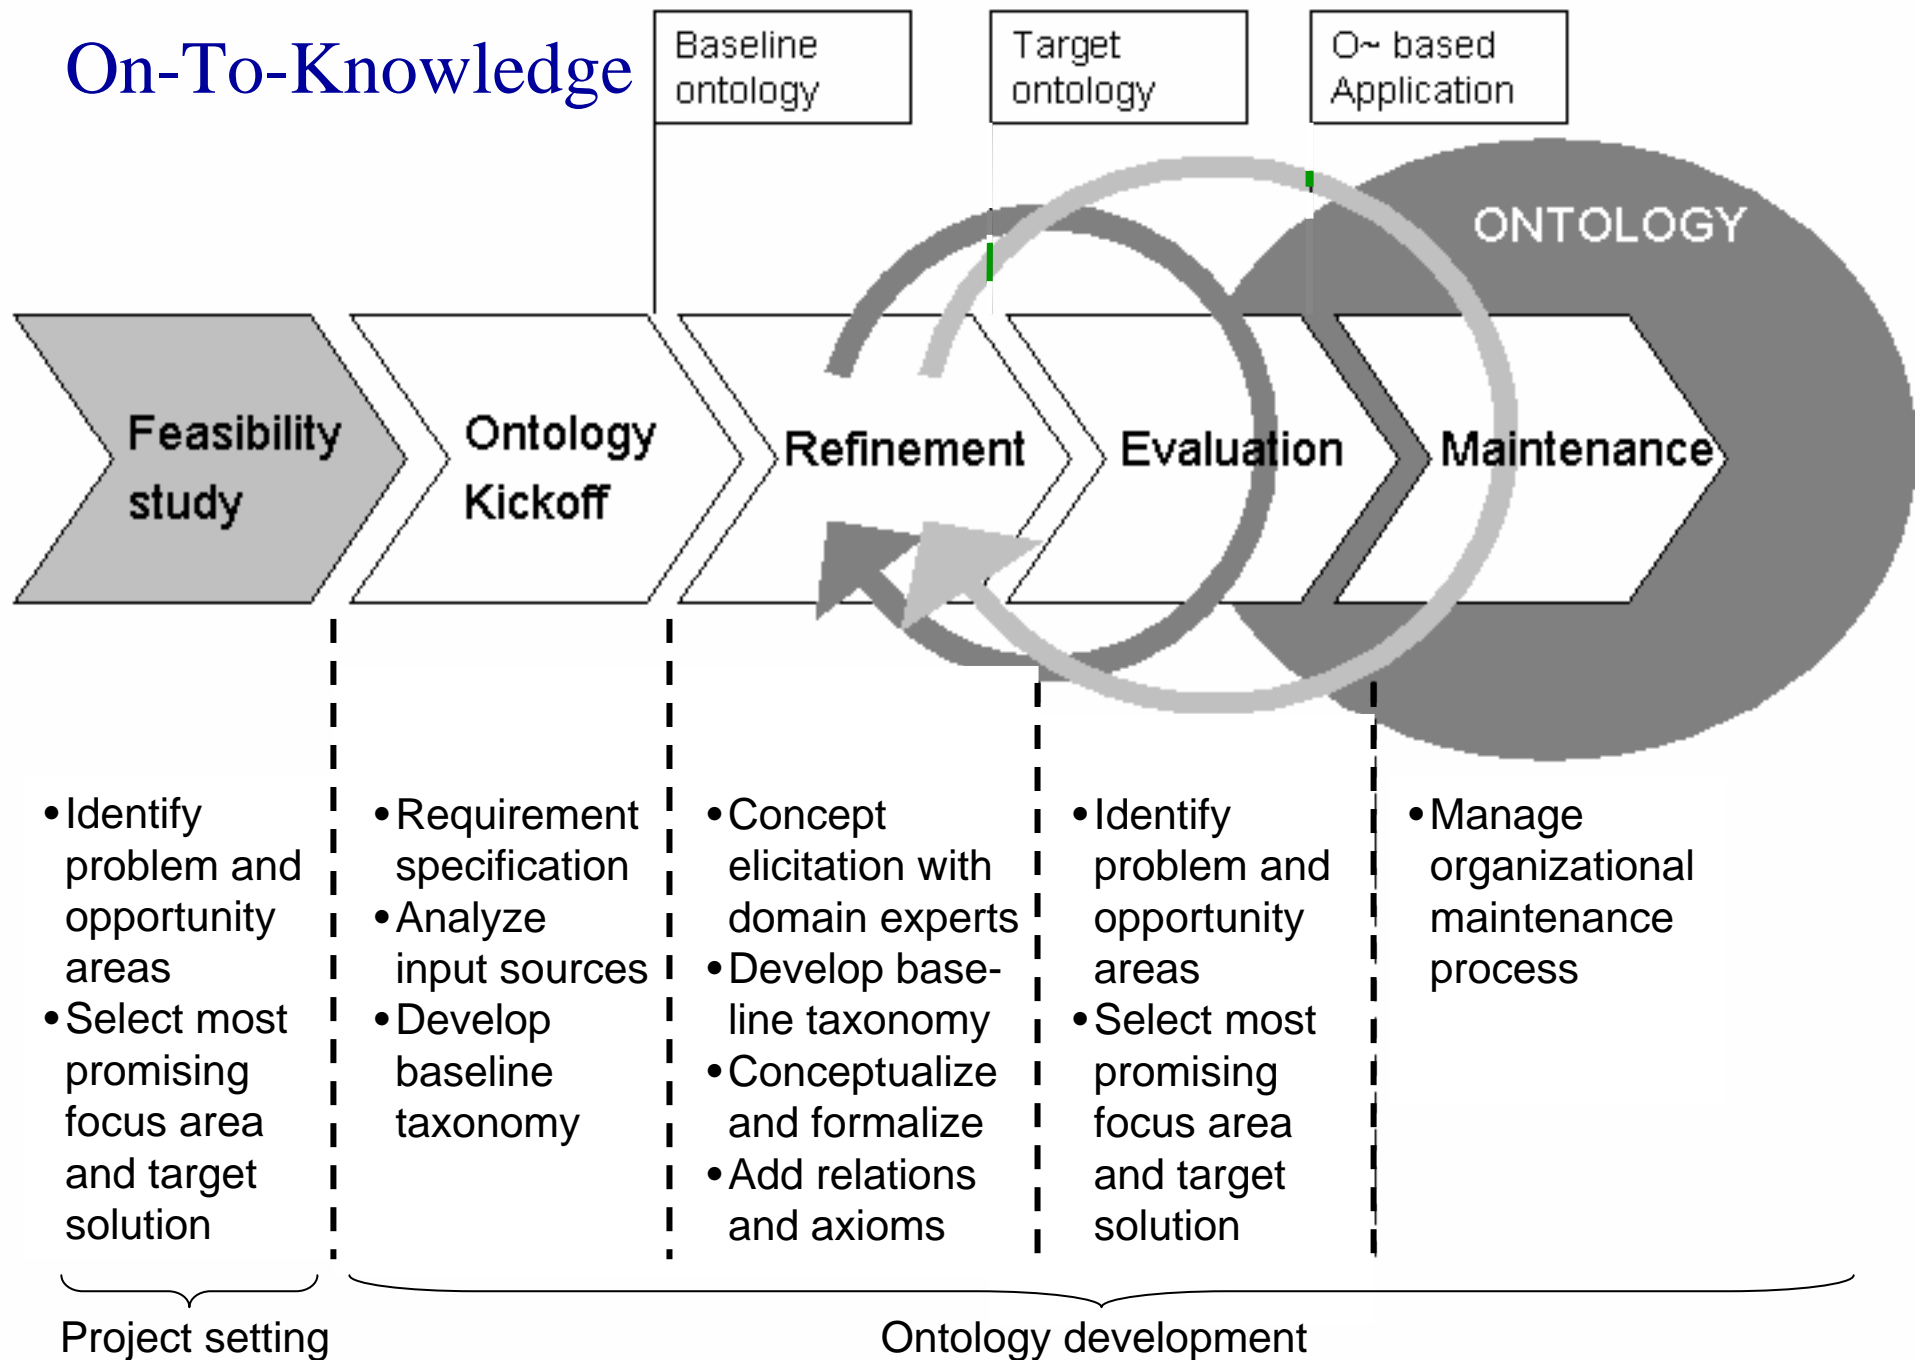 On-To-Knowledge
Baseline
ontology
Target
ontology
O~ based
Application
ONTOLOGY
Feasibility
study
Ontology
Kickoff
Refinement
Evaluation
Maintenance
•Identify
problem and
opportunity
areas
•Select most
promising
focus area
and target
solution
•Requirement
specification
•Analyze
input sources
•Develop
baseline
taxonomy
•Concept
elicitation with
domain experts
•Develop base-
line taxonomy
•Conceptualize
and formalize
•Add relations
and axioms
•Identify
problem and
opportunity
areas
•Select most
promising
focus area
and target
solution
•Manage
organizational
maintenance
process
Project setting
Ontology development